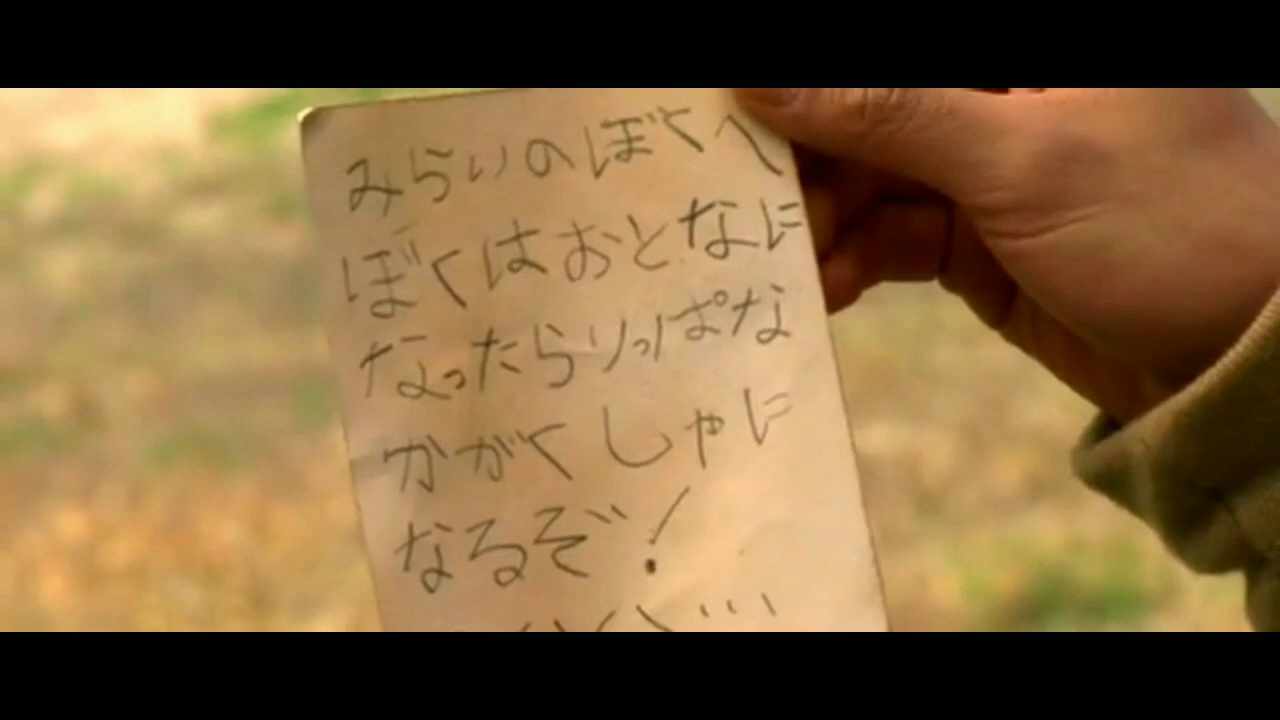 みらいのぼくへ
ぼくはおとなに
なったらりっぱな
かがくしゃに
なるぞ!